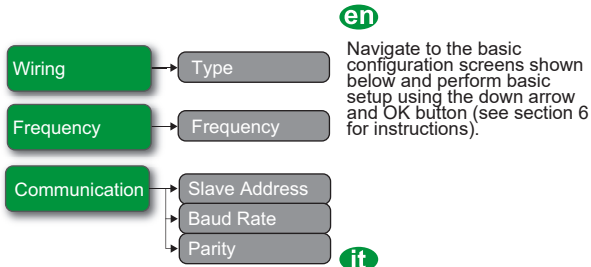 en
Wiring
Type
Frequency
Frequency
Communication
Slave Address
Baud Rate
Parity
Navigate to the basic
configuration screens shown
below and perform basic
setup using the down arrow
and OK button (see section 6
for instructions).
it